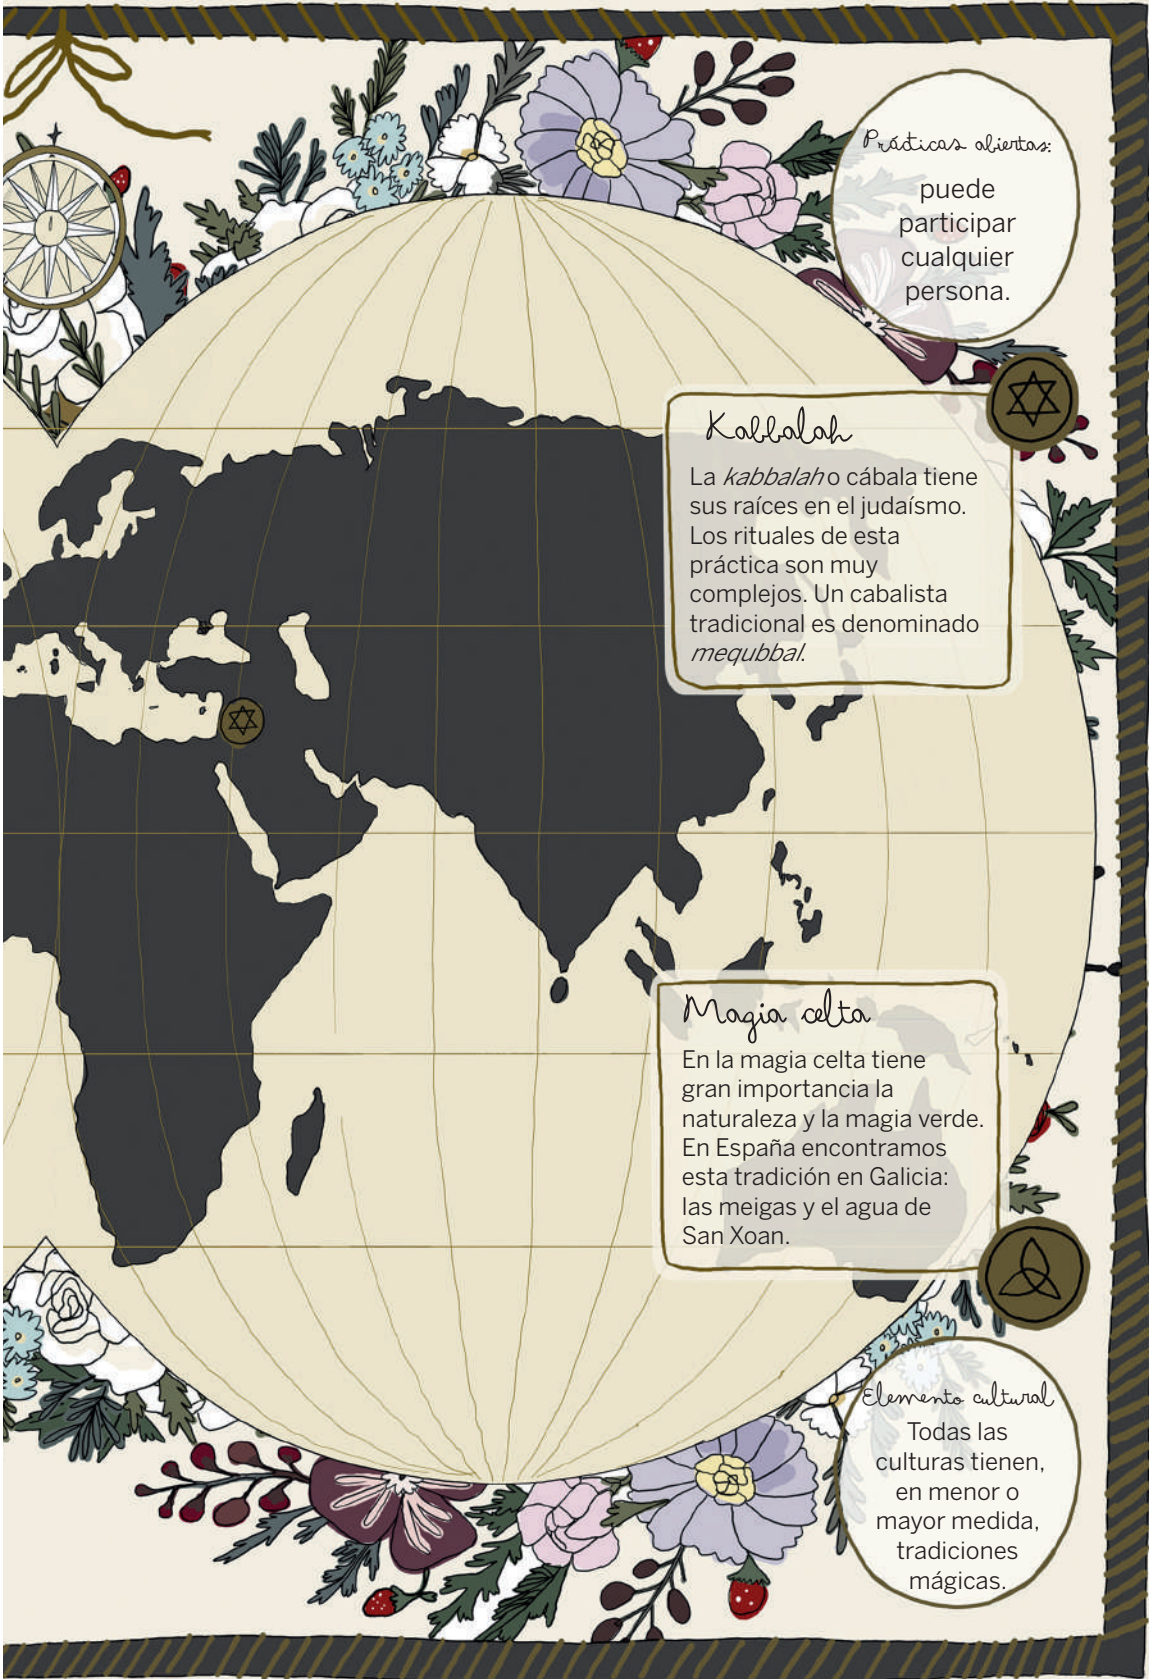 Prácticas abiertas:
puede
participar
cualquier
persona.
Kabbalah
La kabbalah o cábala tiene
sus raíces en el judaísmo.
Los rituales de esta
práctica son muy
complejos. Un cabalista
tradicional es denominado
mequbbal.
Magia celta
En la magia celta tiene
gran importancia la
naturaleza y la magia verde.
En España encontramos
esta tradición en Galicia:
las meigas y el agua de
San Xoan.
Elemento cultural
Todas las
culturas tienen,
en menor o
mayor medida,
tradiciones
mágicas.